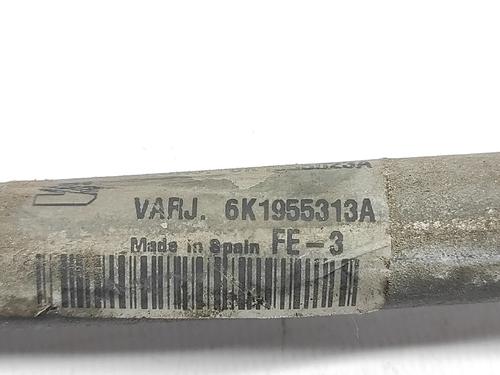 VARJ. 6K1955313A
Made in Spain FE-3